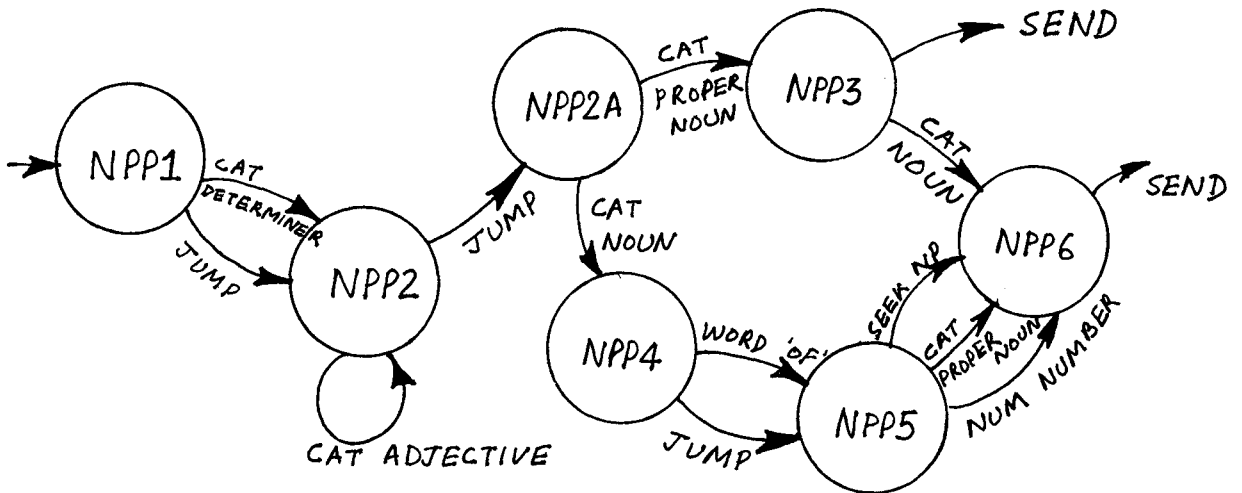 NPP1
CAT
DETERMINER
JUMP
NPP2
CAT ADJECTIVE
JUMP
NPP2A
CAT
PROPER
NOUN
NPP3
SEND
CAT
NOUN
CAT
NOUN
NPP4
WORD 'OF'
JUMP
NPP5
SEEK NP
CAT
PROPER NOUN
NUM NUMBER
NPP6
SEND